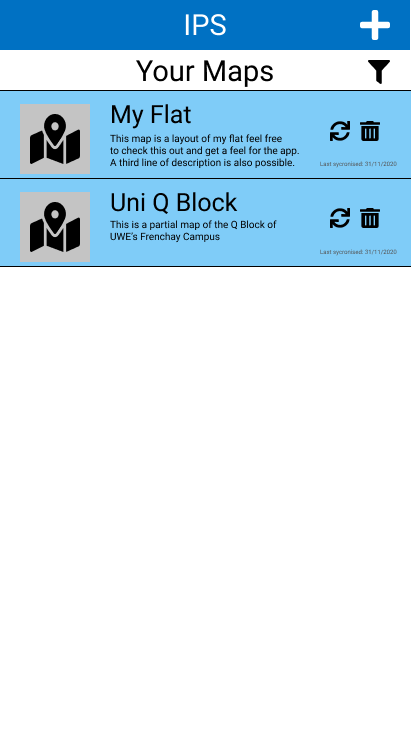 IPS
Your Maps
My Flat
This map is a layout of my flat feel free
to check this out and get a feel for the app.
A third line of description is also possible.
Last sycronised: 31/11/2020
Uni Q Block
This is a partial map of the Q Block of
UWE's Frenchay Campus
Last sycronised: 31/11/2020